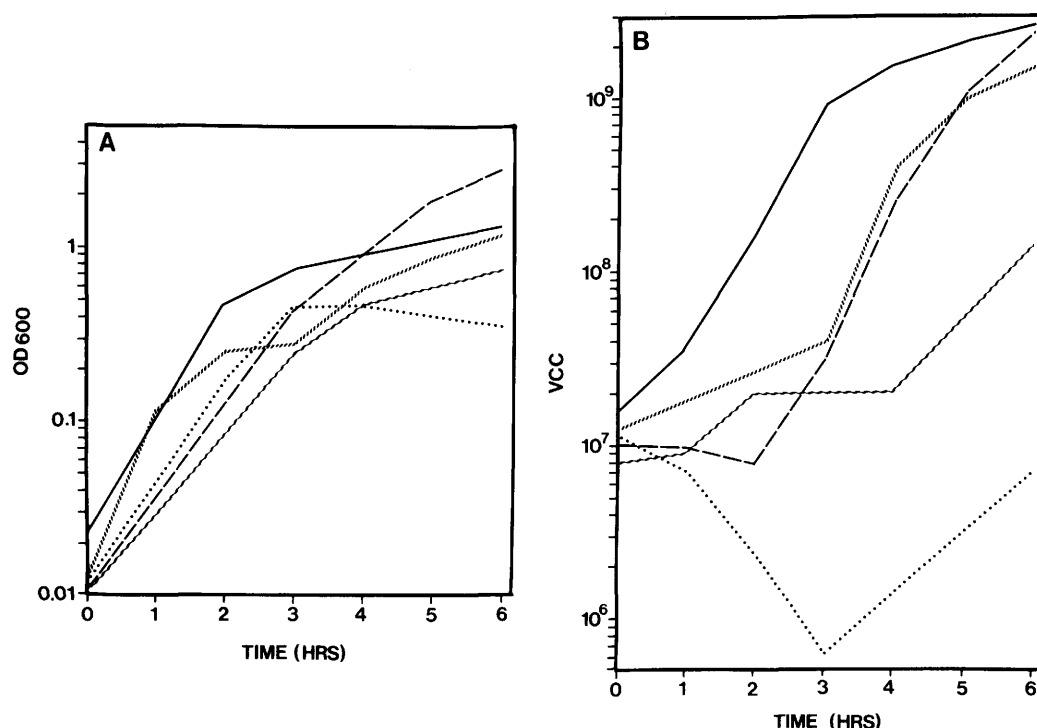 A
1
0.1
0.01
OD600
0 1 2 3 4 5 6
TIME (HRS)
B
10⁹
10⁸
10⁷
10⁶
VCC
0 1 2 3 4 5 6
TIME (HRS)